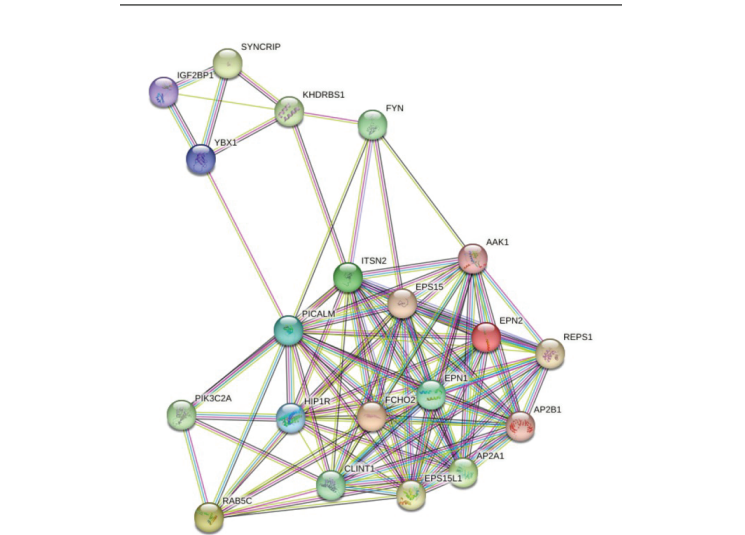 SYNCRIP
IGF2BP1
KHDRBS1
FYN
YBX1
AAK1
ITSN2
EPS15
PICALM
EPN2
REPS1
EPN1
PIK3C2A
HIP1R
FCHO2
AP2B1
AP2A1
CLINT1
EPS15L1
RAB5C